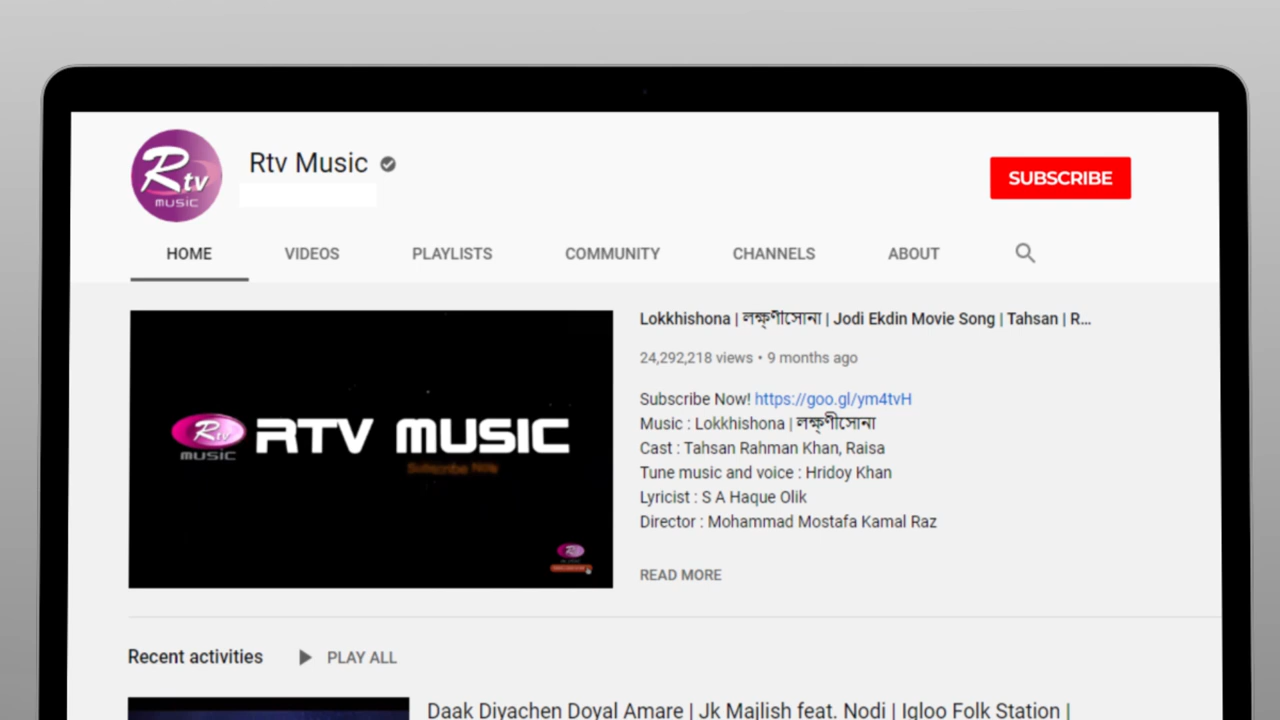 Rtv
MUSIC
Rtv Music
SUBSCRIBE
HOME
VIDEOS
PLAYLISTS
COMMUNITY
CHANNELS
ABOUT
Rtv
MUSIC
RTV MUSIC
Subscribe Now
Rtv
Lokkhishona | লক্ষ্ণীসোনা | Jodi Ekdin Movie Song | Tahsan | R...
24,292,218 views • 9 months ago
Subscribe Now! https://goo.gl/ym4tvH
Music : Lokkhishona | লক্ষ্ণীসোনা
Cast : Tahsan Rahman Khan, Raisa
Tune music and voice : Hridoy Khan
Lyricist : S A Haque Olik
Director : Mohammad Mostafa Kamal Raz
READ MORE
Recent activities
PLAY ALL
Daak Diyachen Doyal Amare | Jk Majlish feat. Nodi | Igloo Folk Station |